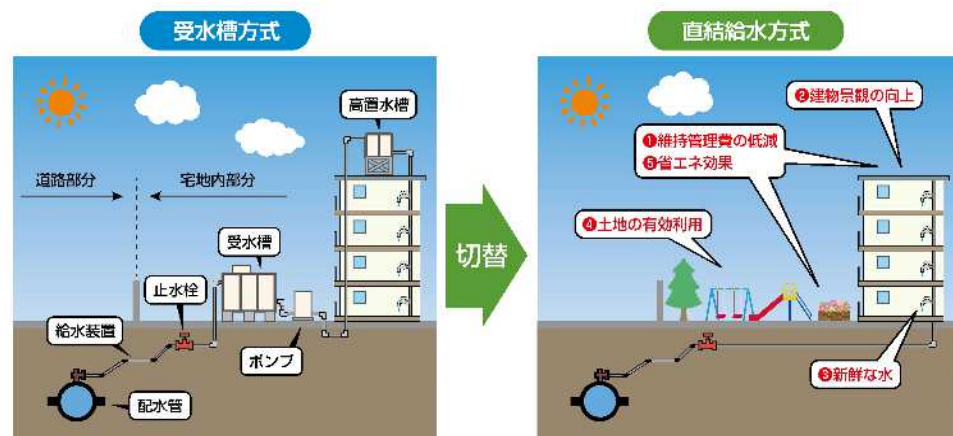 受水槽方式
高置水槽
道路部分
宅地内部分
受水槽
止水栓
給水装置
ポンプ
配水管
切替
直結給水方式
❷建物景観の向上
❶維持管理費の低減
❺省エネ効果
❹土地の有効利用
❸新鮮な水